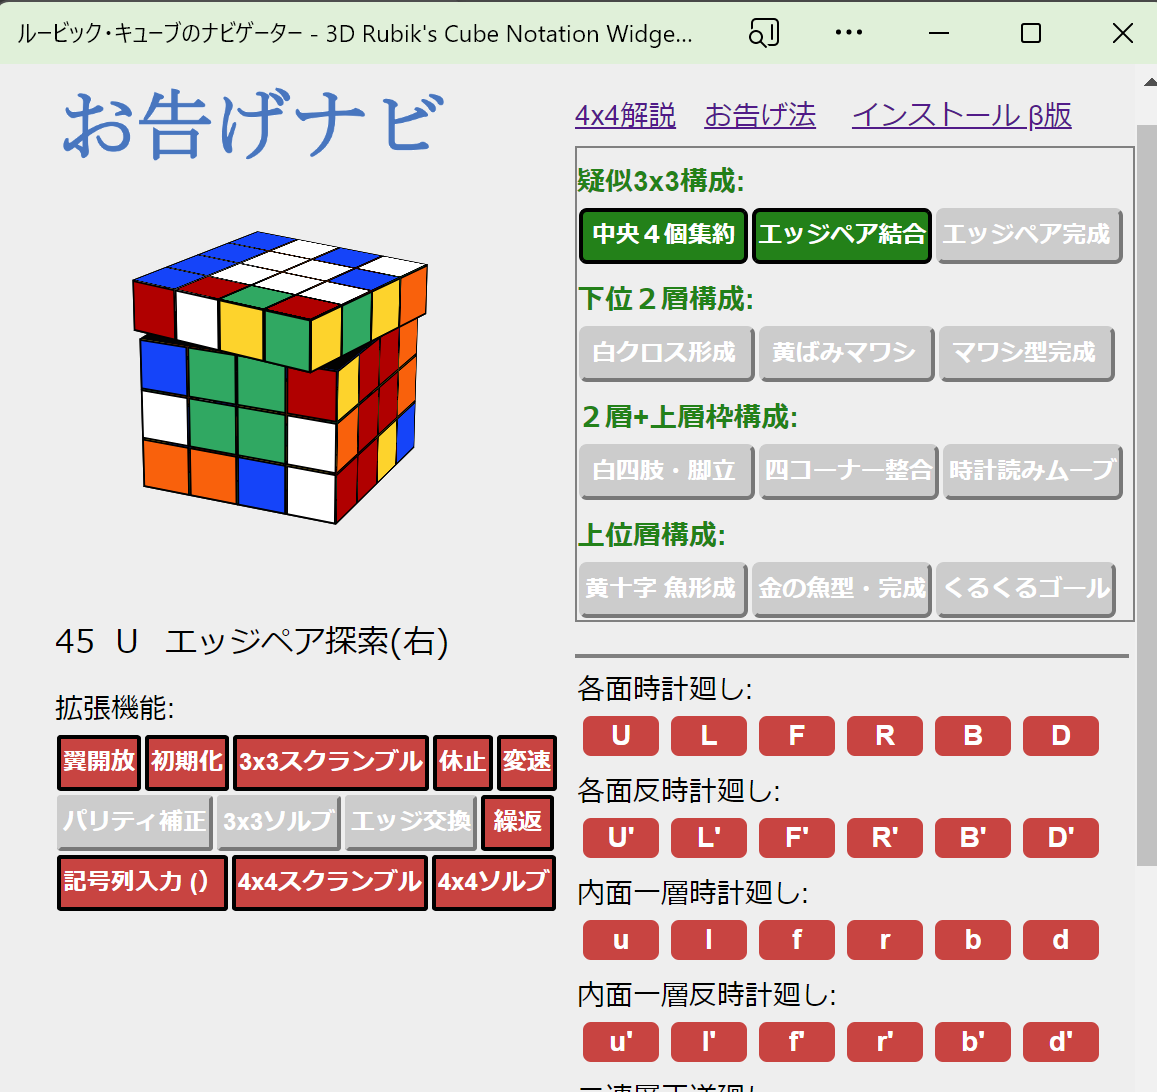 ルービック・キューブのナビゲーター - 3D Rubik's Cube Notation Widge...
お告げナビ
4x4解説 お告げ法 インストール β版
疑似3x3構成:
中央４個集約 エッジペア結合 エッジペア完成
下位２層構成:
白クロス形成 黄ばみマワシ マワシ型完成
２層+上層枠構成:
白四肢・脚立 四コーナー整合 時計読みムーブ
上位層構成:
黄十字 魚形成 金の魚型・完成 くるくるゴール
45 U エッジペア探索(右)
拡張機能:
翼開放 初期化 3x3スクランブル 休止 変速
パリティ補正 3x3ソルブ エッジ交換 繰返
記号列入力 () 4x4スクランブル 4x4ソルブ
各面時計廻し:
U L F R B D
各面反時計廻し:
U' L' F' R' B' D'
内面一層時計廻し:
u l f r b d
内面一層反時計廻し:
u' l' f' r' b' d'